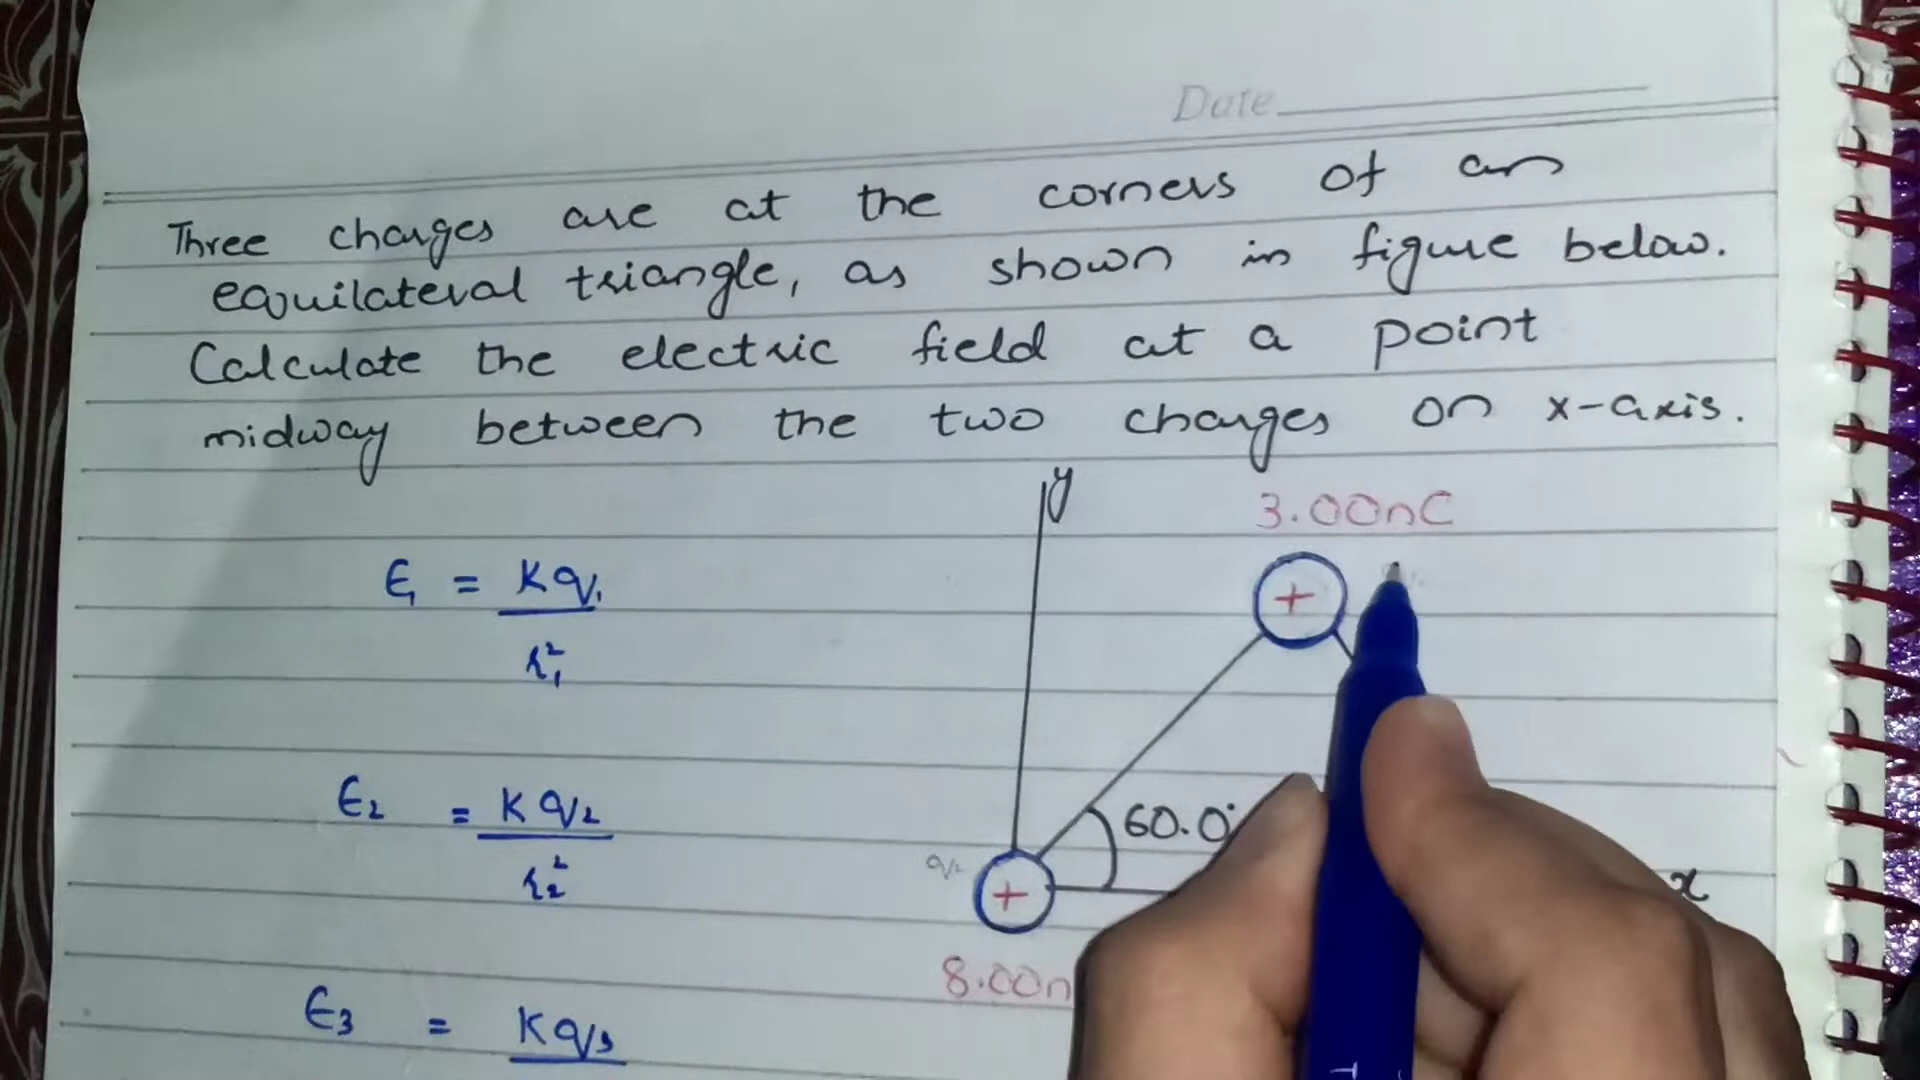 Date
Three charges are at the corners of an
equilateral triangle, as shown in figure below.
Calculate the electric field at a point
midway between the two charges on x-axis.
y
3.00nC
E₁ = Kq₁
r₁²
+
E₂ = Kq₂
r₂²
60.0°
q₂
+
x
8.00n
E₃ = Kq₃